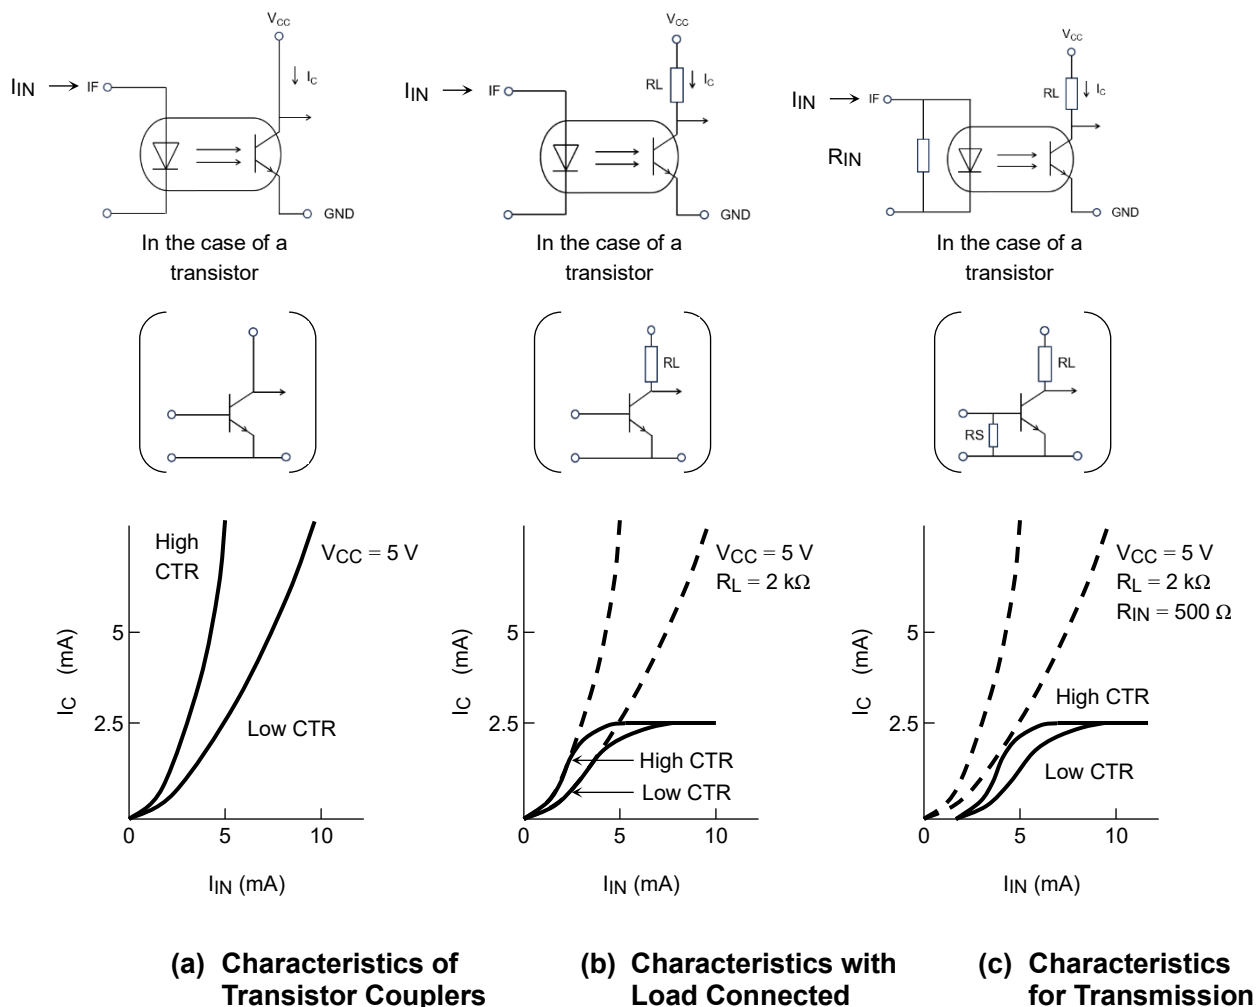 VCC
IIN → IF
↓ IC
GND
In the case of a
transistor
VCC
IIN → IF
RL ↓ IC
GND
In the case of a
transistor
VCC
IIN → IF
RL ↓ IC
RIN
GND
In the case of a
transistor
RL
RL
RS
High
CTR
VCC = 5 V
Low CTR
IC (mA)
5
2.5
0 5 10
IIN (mA)
VCC = 5 V
RL = 2 kΩ
High CTR
Low CTR
IC (mA)
5
2.5
0 5 10
IIN (mA)
VCC = 5 V
RL = 2 kΩ
RIN = 500 Ω
High CTR
Low CTR
IC (mA)
5
2.5
0 5 10
IIN (mA)
(a) Characteristics of
Transistor Couplers
(b) Characteristics with
Load Connected
(c) Characteristics
for Transmission